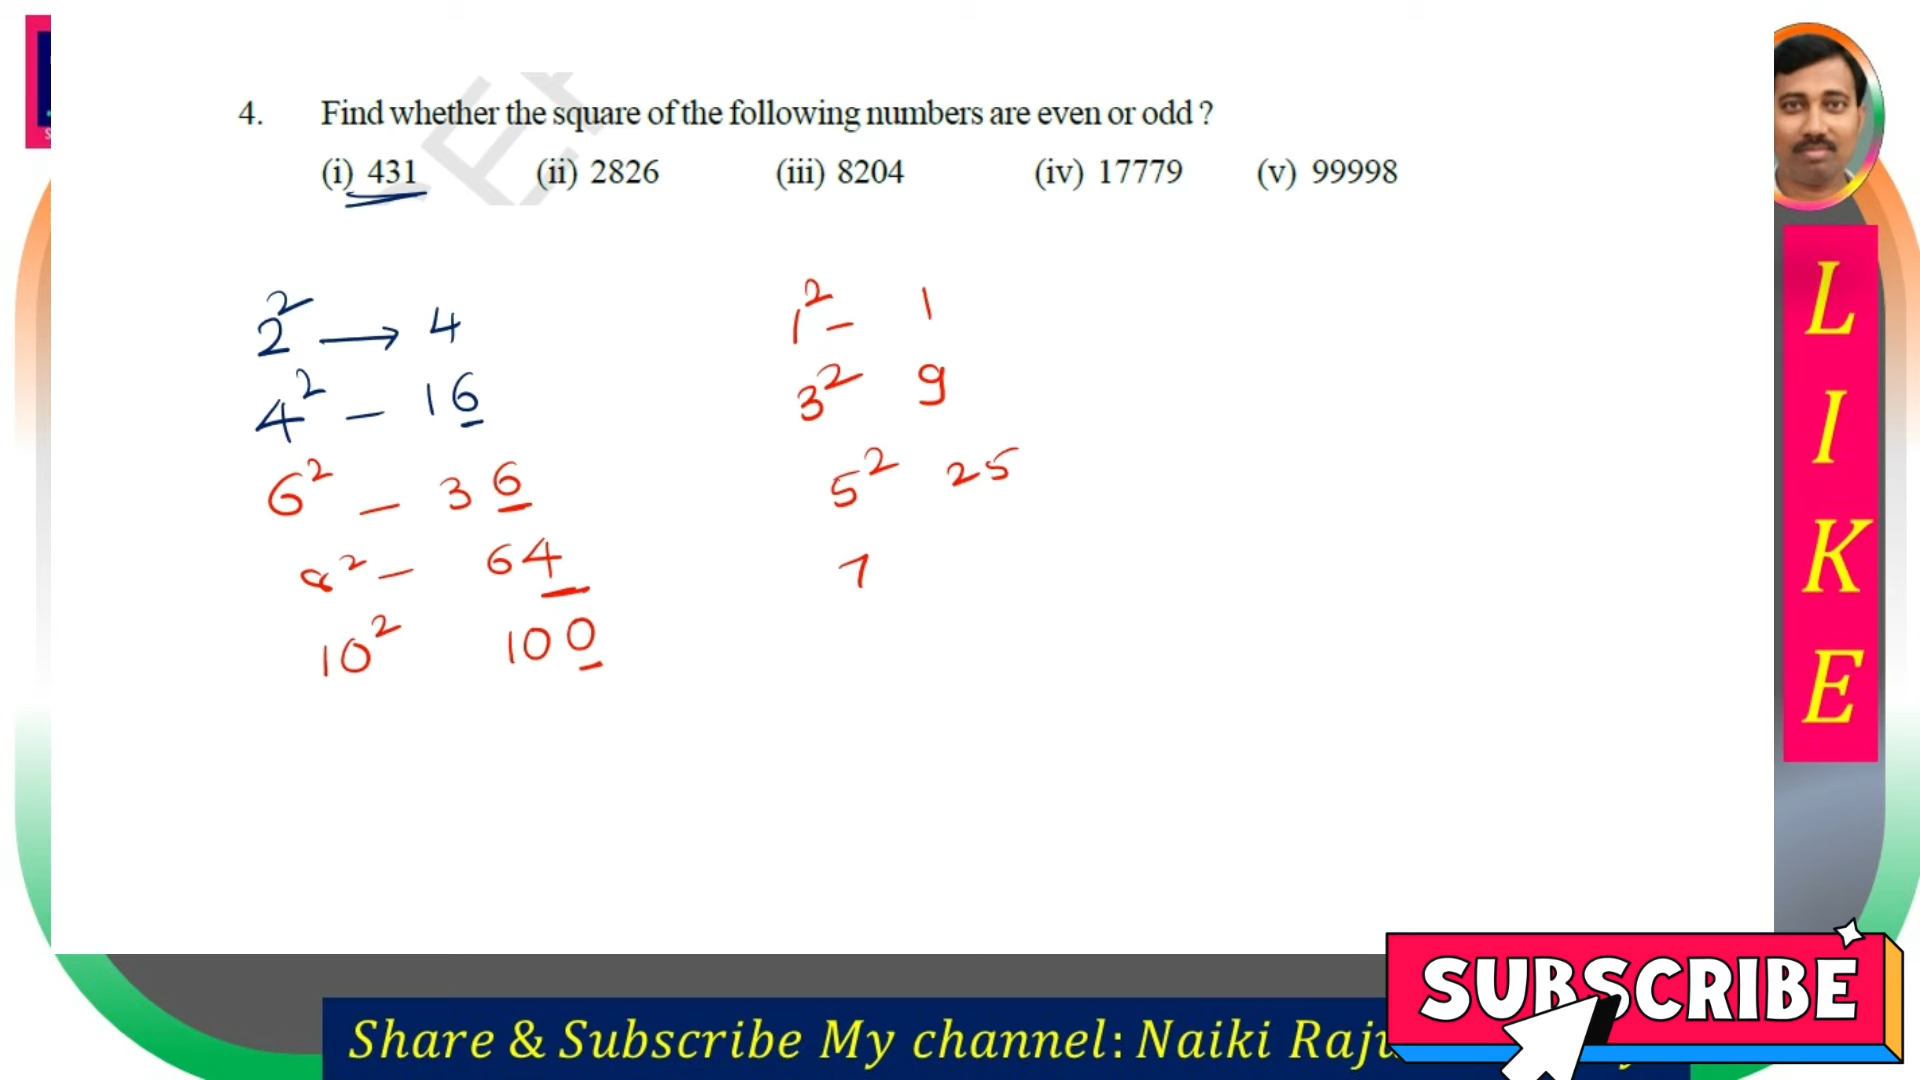 4. Find whether the square of the following numbers are even or odd ?
(i) 431 (ii) 2826 (iii) 8204 (iv) 17779 (v) 99998
2² → 4
4² – 16
6² – 36
8² – 64
10² 100
1² – 1
3² 9
5² 25
7
LIKE
SUBSCRIBE
Share & Subscribe My channel: Naiki Raju